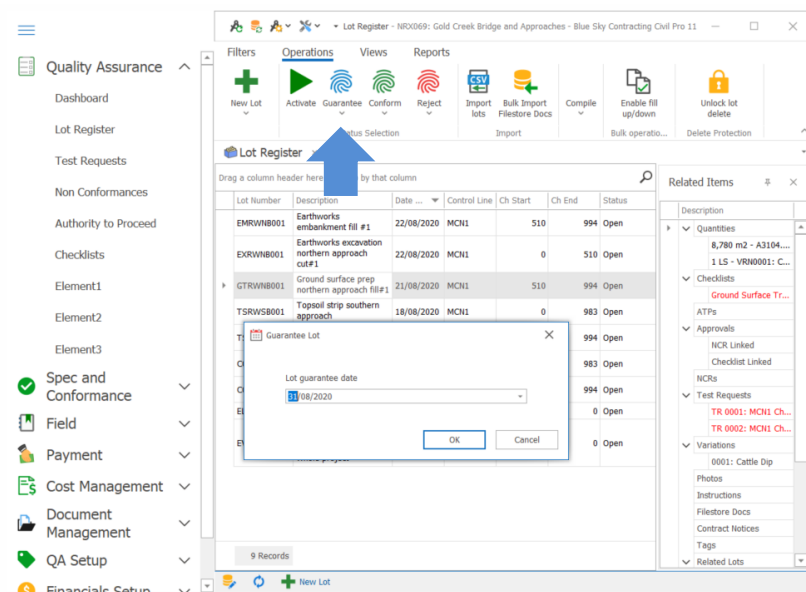 Lot Register - NRX069: Gold Creek Bridge and Approaches - Blue Sky Contracting Civil Pro 11
Filters Operations Views Reports
New Lot
Activate Guarantee Conform Reject
Import lots
Bulk Import Filestore Docs
Compile
Enable fill up/down
Unlock lot delete
Selection
Import
Bulk operatio...
Delete Protection
Quality Assurance
Dashboard
Lot Register
Test Requests
Non Conformances
Authority to Proceed
Checklists
Element1
Element2
Element3
Spec and
Conformance
Field
Payment
Cost Management
Document
Management
QA Setup
Financials Setup
Lot Register
Drag a column header here by that column
Lot Number Description Date ... Control Line Ch Start Ch End Status
EMRWNB001 Earthworks embankment fill #1 22/08/2020 MCN1 510 994 Open
EXRWNB001 Earthworks excavation northern approach cut#1 22/08/2020 MCN1 0 510 Open
GTRWNB001 Ground surface prep northern approach fill#1 21/08/2020 MCN1 510 994 Open
TSRWSB001 Topsoil strip southern approach 18/08/2020 MCN1 0 983 Open
994 Open
983 Open
994 Open
0 Open
0 Open
Guarantee Lot
Lot guarantee date
31/08/2020
OK Cancel
9 Records
New Lot
Related Items
Description
Quantities
8,780 m2 - A3104....
1 LS - VRN0001: C...
Checklists
Ground Surface Tr...
ATPs
Approvals
NCR Linked
Checklist Linked
NCRs
Test Requests
TR 0001: MCN1 Ch...
TR 0002: MCN1 Ch...
Variations
0001: Cattle Dip
Photos
Instructions
Filestore Docs
Contract Notices
Tags
Related Lots